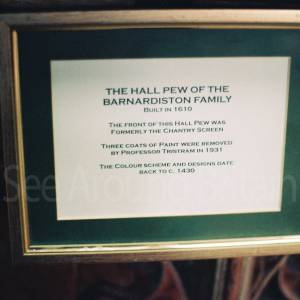 THE HALL PEW OF THE
BARNARDISTON FAMILY
BUILT IN 1610
THE FRONT OF THIS HALL PEW WAS
FORMERLY THE CHANTRY SCREEN
THREE COATS OF PAINT WERE REMOVED
BY PROFESSOR TRISTRAM IN 1931
THE COLOUR SCHEME AND DESIGNS DATE
BACK TO C. 1430